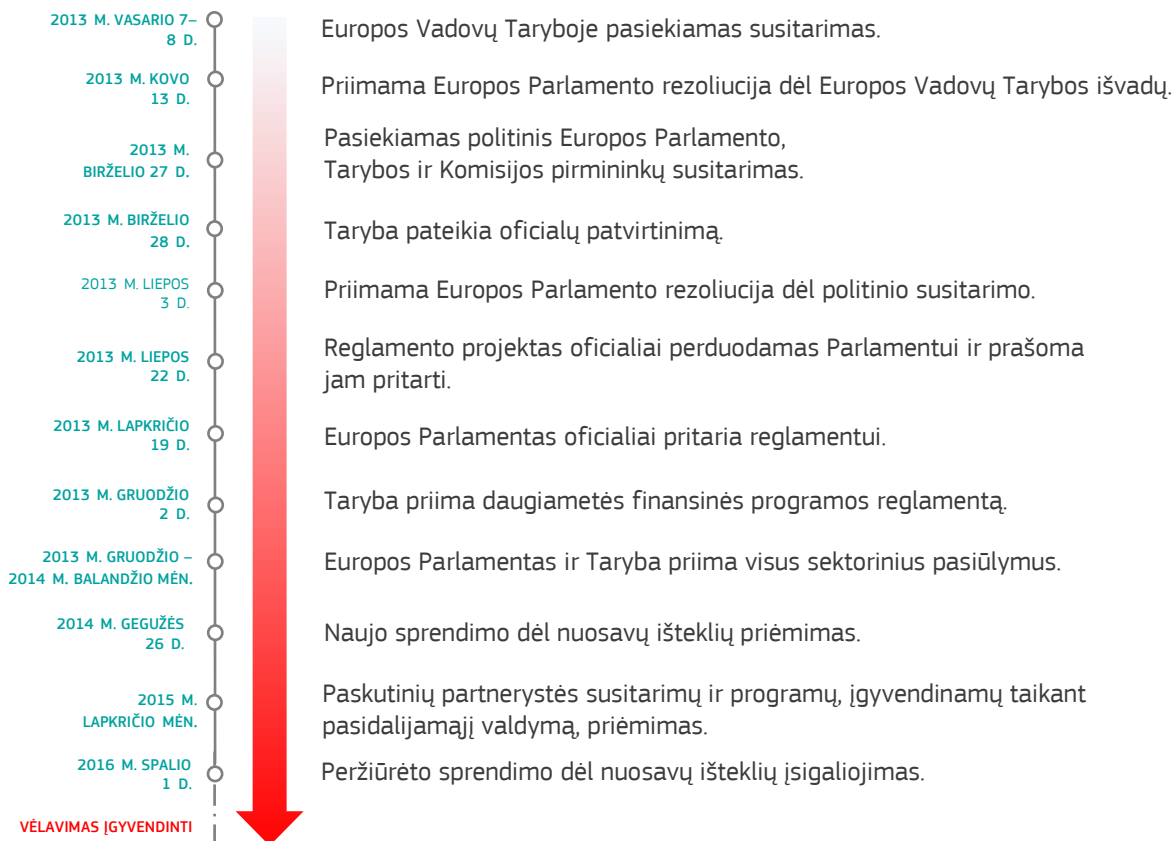 2013 M. VASARIO 7–
8 D.
Europos Vadovų Taryboje pasiekiamas susitarimas.
2013 M. KOVO
13 D.
Priimama Europos Parlamento rezoliucija dėl Europos Vadovų Tarybos išvadų.
2013 M.
BIRŽELIO 27 D.
Pasiekiamas politinis Europos Parlamento,
Tarybos ir Komisijos pirmininkų susitarimas.
2013 M. BIRŽELIO
28 D.
Taryba pateikia oficialų patvirtinimą.
2013 M. LIEPOS
3 D.
Priimama Europos Parlamento rezoliucija dėl politinio susitarimo.
2013 M. LIEPOS
22 D.
Reglamento projektas oficialiai perduodamas Parlamentui ir prašoma
jam pritarti.
2013 M. LAPKRIČIO
19 D.
Europos Parlamentas oficialiai pritaria reglamentui.
2013 M. GRUODŽIO
2 D.
Taryba priima daugiametės finansinės programos reglamentą.
2013 M. GRUODŽIO –
2014 M. BALANDŽIO MĖN.
Europos Parlamentas ir Taryba priima visus sektorinius pasiūlymus.
2014 M. GEGUŽĖS
26 D.
Naujo sprendimo dėl nuosavų išteklių priėmimas.
2015 M.
LAPKRIČIO MĖN.
Paskutinių partnerystės susitarimų ir programų, įgyvendinamų taikant
pasidalijamąjį valdymą, priėmimas.
2016 M. SPALIO
1 D.
Peržiūrėto sprendimo dėl nuosavų išteklių įsigaliojimas.
VĖLAVIMAS ĮGYVENDINTI